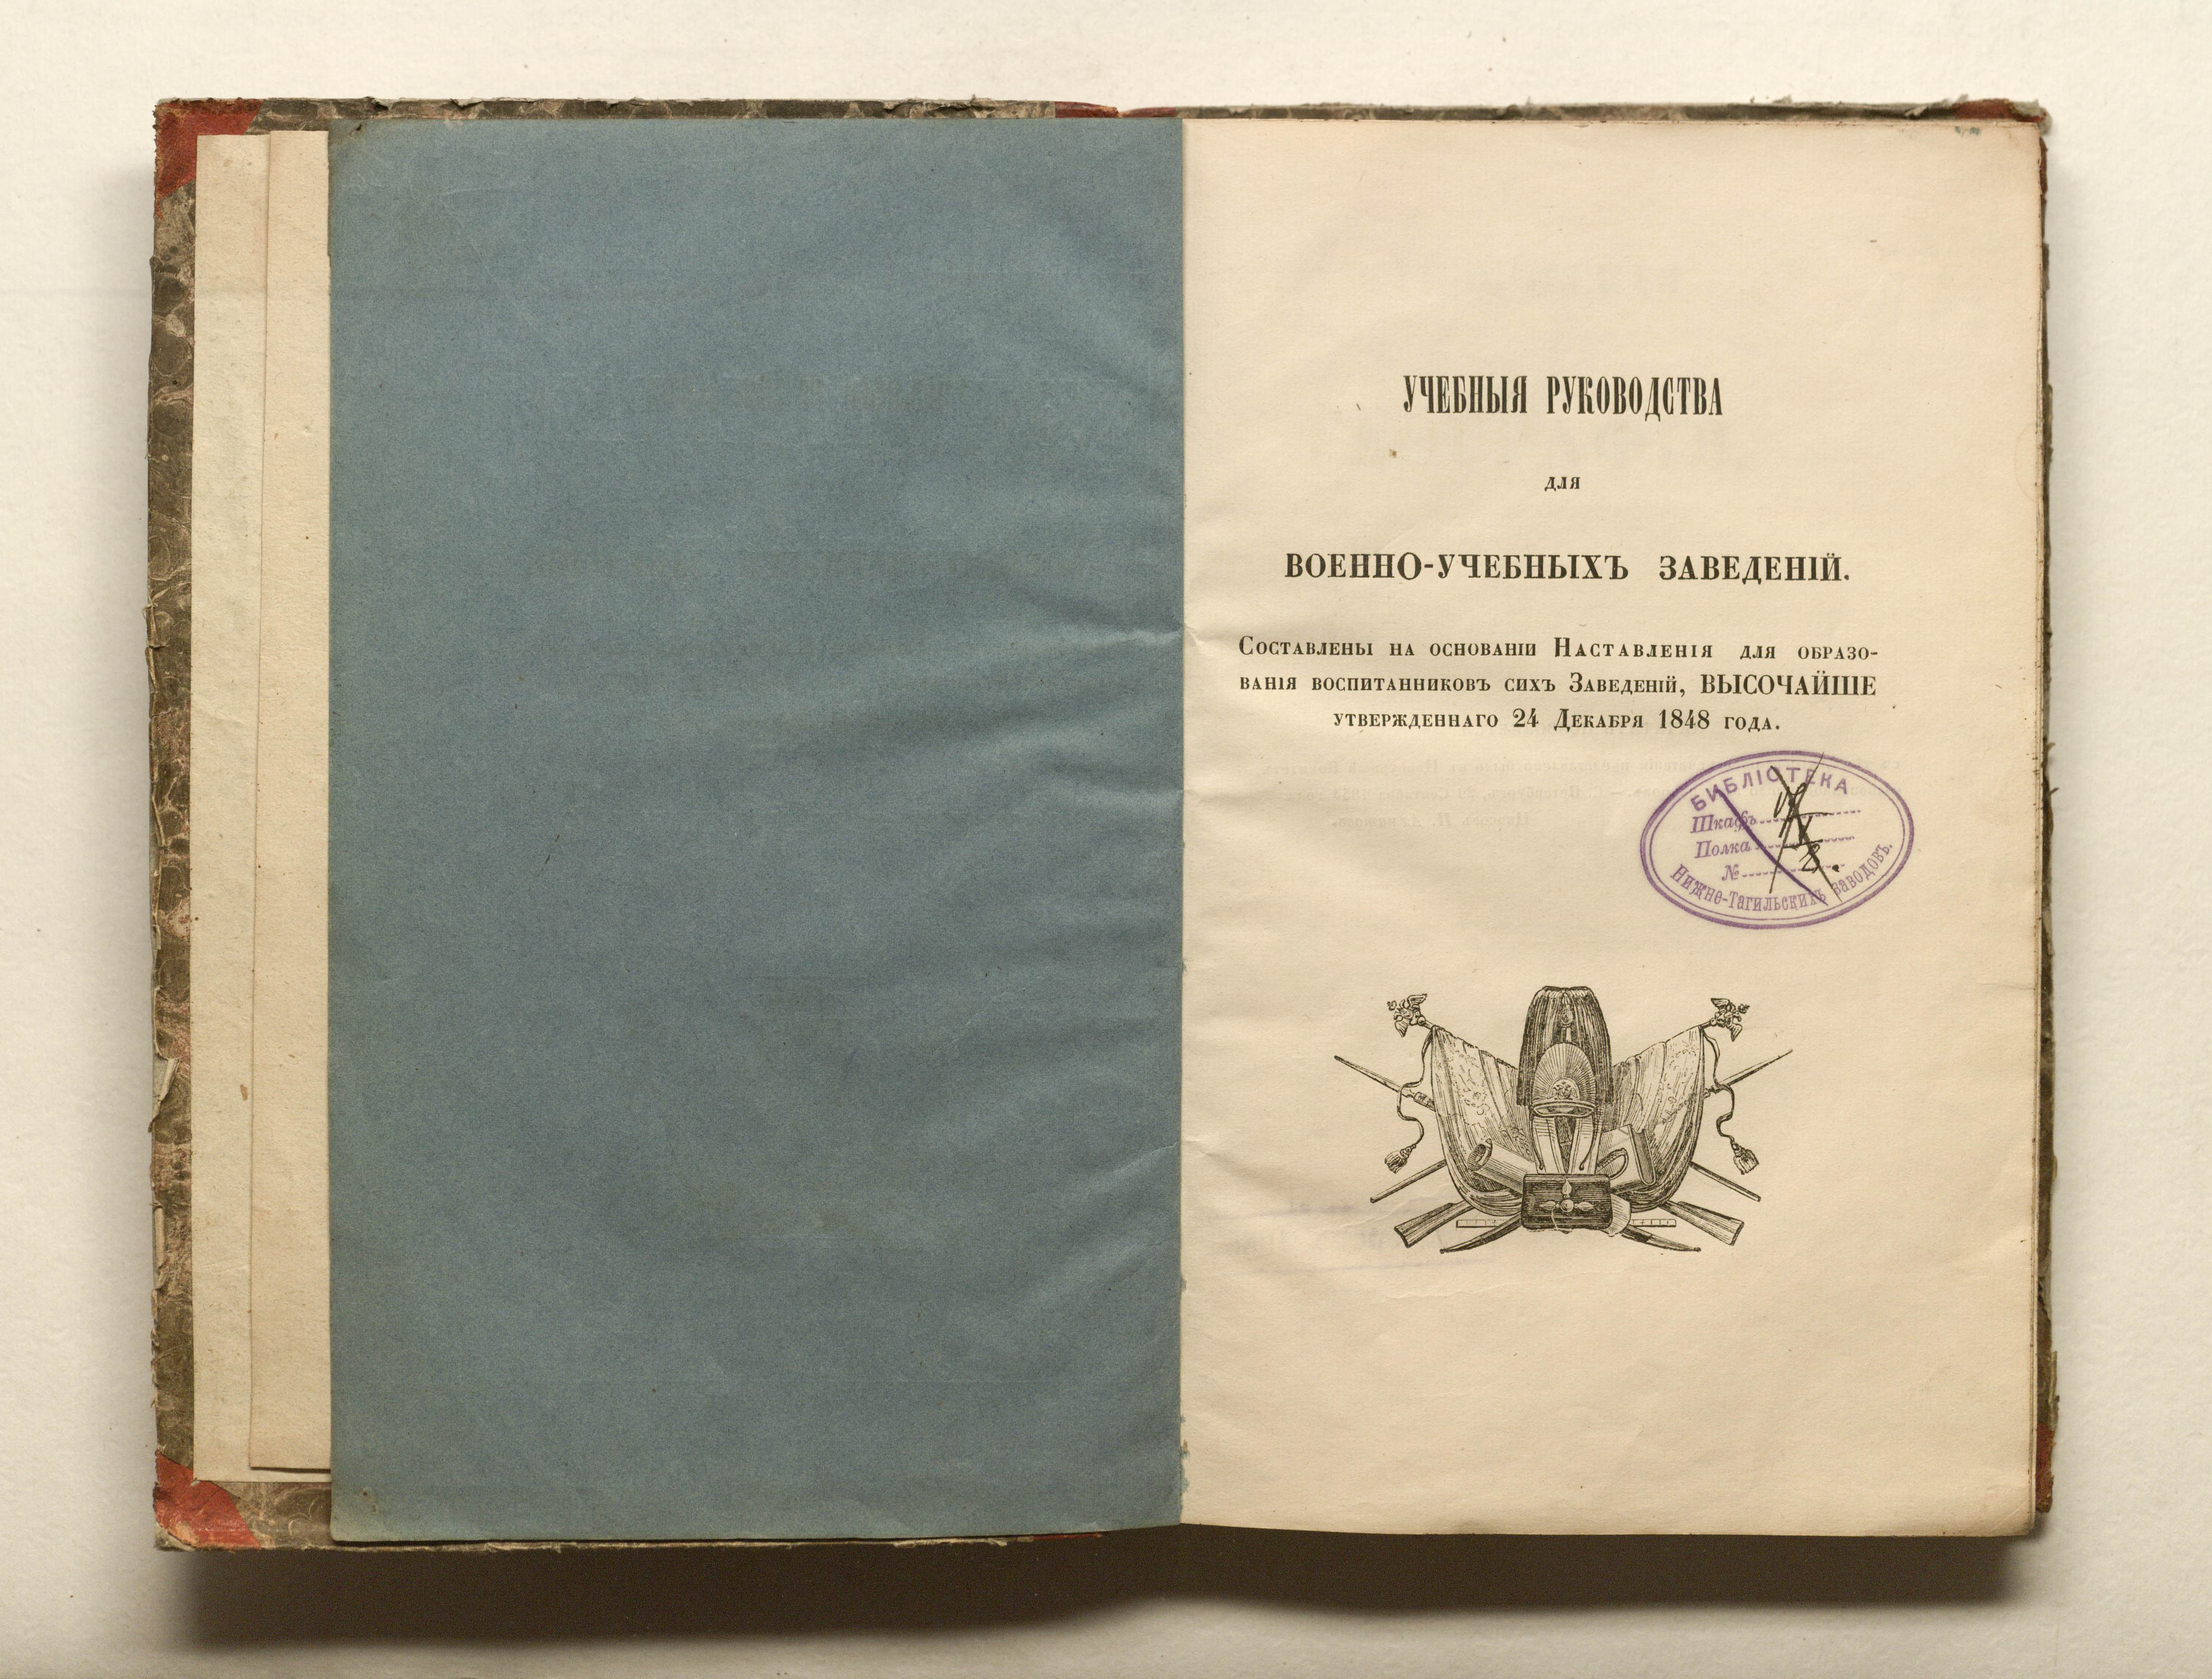 УЧЕБНЫЯ РУКОВОДСТВА
ДЛЯ
ВОЕННО-УЧЕБНЫХЪ ЗАВЕДЕНІЙ.
Составлены на основаніи Наставленія для образо-
ванія воспитанниковъ сихъ Заведеній, ВЫСОЧАЙШЕ
утвержденнаго 24 Декабря 1848 года.
БИБЛІОТЕКА
Шкафъ
Полка
№
Нижне-Тагильскихъ заводовъ.